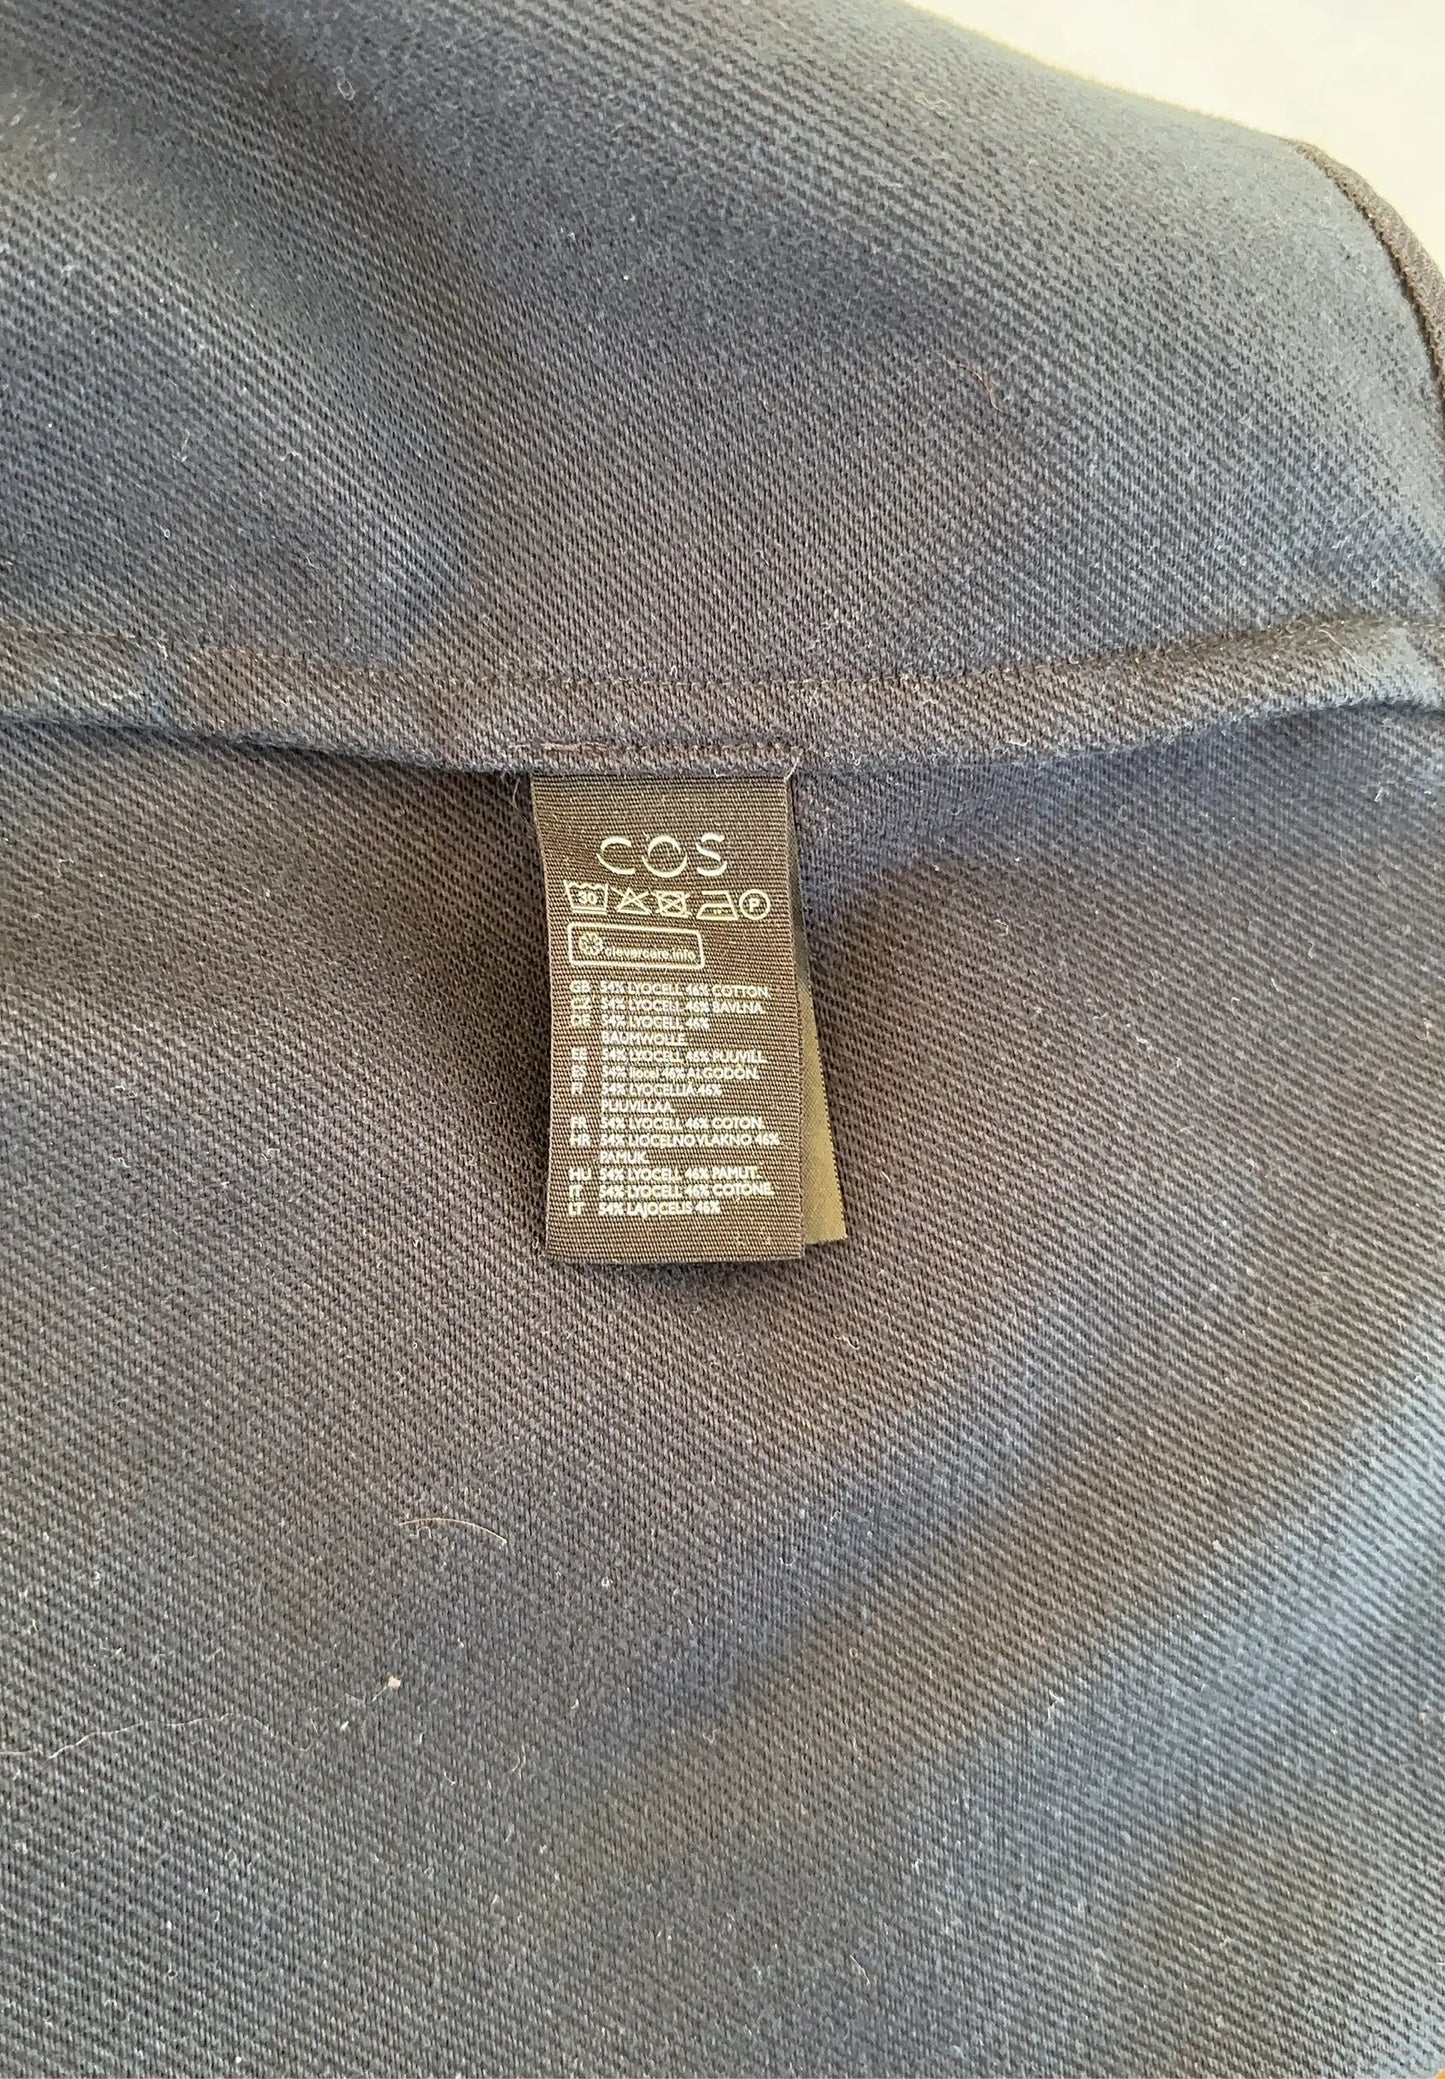 COS
30 P
clevercare.info
GB 54% LYOCELL 46% COTTON
CZ 54% LYOCELL 46% BAVLNA
DE 54% LYOCELL 46%
BAUMWOLLE
EE 54% LYOCELL 46% PUUVILL
ES 54% liocel 46% ALGODÓN
FI 54% LYOCELLIA 46%
PUUVILLAA
FR 54% LYOCELL 46% COTON
HR 54% LIOCELNO VLAKNO 46%
PAMUK
HU 54% LYOCELL 46% PAMUT
IT 54% LYOCELL 46% COTONE
LT 54% LAJOCELIS 46%